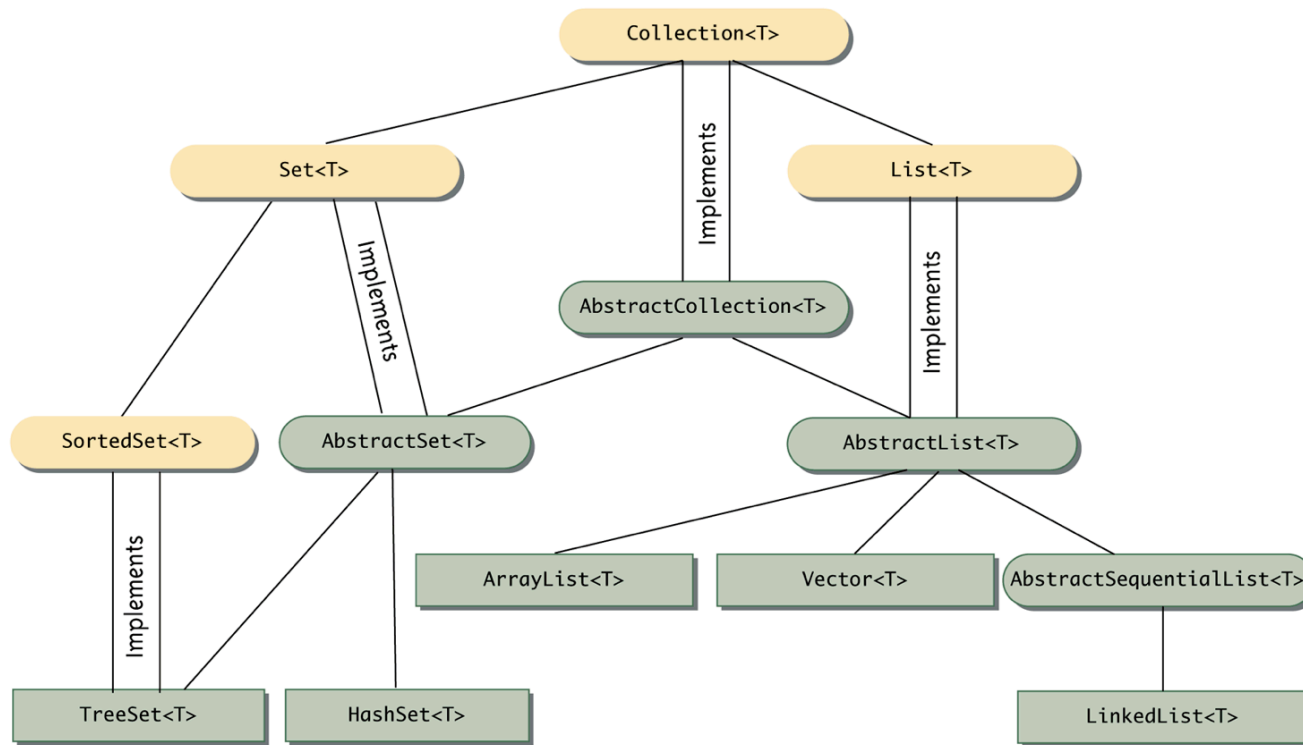 Collection<T>
Implements
Set<T>
List<T>
Implements
Implements
AbstractCollection<T>
SortedSet<T>
AbstractSet<T>
AbstractList<T>
Implements
ArrayList<T>
Vector<T>
AbstractSequentialList<T>
TreeSet<T>
HashSet<T>
LinkedList<T>